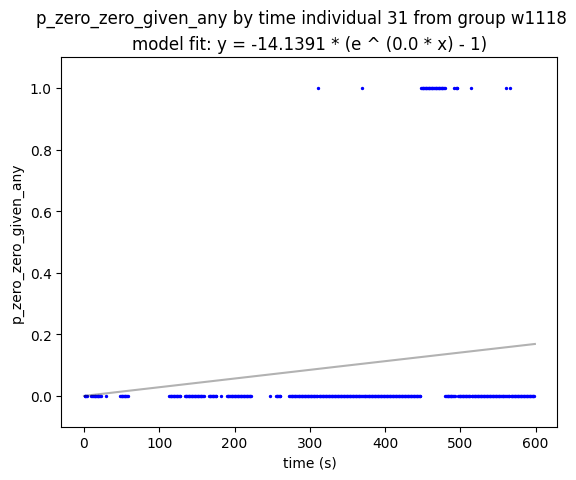 p_zero_zero_given_any by time individual 31 from group w1118
model fit: y = -14.1391 * (e ^ (0.0 * x) - 1)
1.0
0.8
0.6
0.4
0.2
0.0
p_zero_zero_given_any
0 100 200 300 400 500 600
time (s)